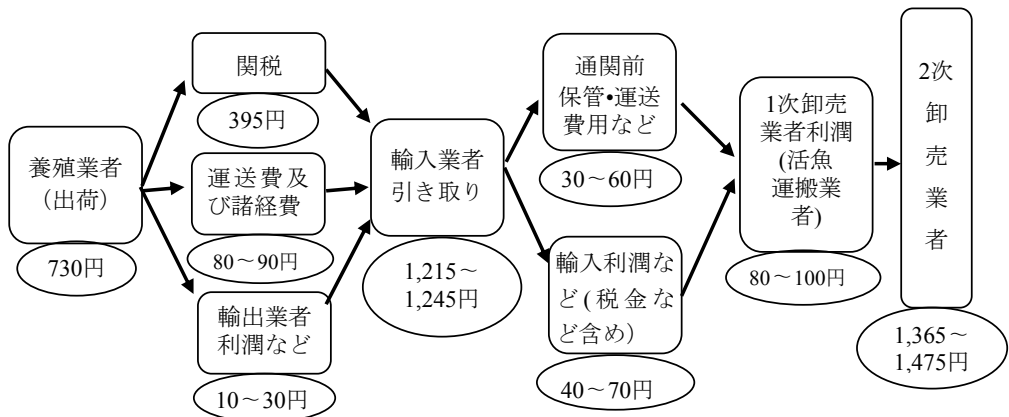 養殖業者
（出荷）
730円
関税
395円
運送費及
び諸経費
80～90円
輸出業者
利潤など
10～30円
輸入業者
引き取り
1,215～
1,245円
通関前
保管•運送
費用など
30～60円
輸入利潤な
ど(税金な
ど含め）
40～70円
1次卸売
業者利潤
(活魚
運搬業
者)
80～100円
2次
卸
売
業
者
1,365～
1,475円